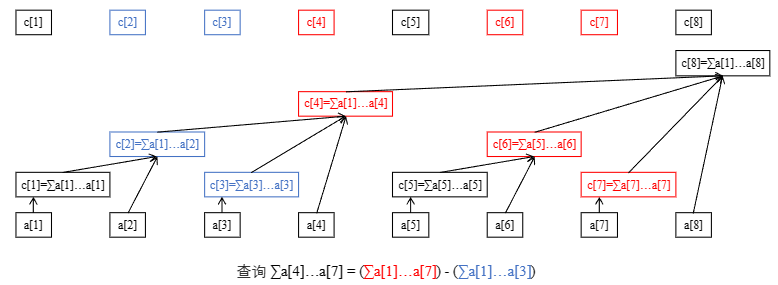 c[1] c[2] c[3] c[4] c[5] c[6] c[7] c[8]
c[8]=∑a[1]…a[8]
c[4]=∑a[1]…a[4]
c[2]=∑a[1]…a[2] c[6]=∑a[5]…a[6]
c[1]=∑a[1]…a[1] c[3]=∑a[3]…a[3] c[5]=∑a[5]…a[5] c[7]=∑a[7]…a[7]
a[1] a[2] a[3] a[4] a[5] a[6] a[7] a[8]
查询 ∑a[4]…a[7] = (∑a[1]…a[7]) - (∑a[1]…a[3])